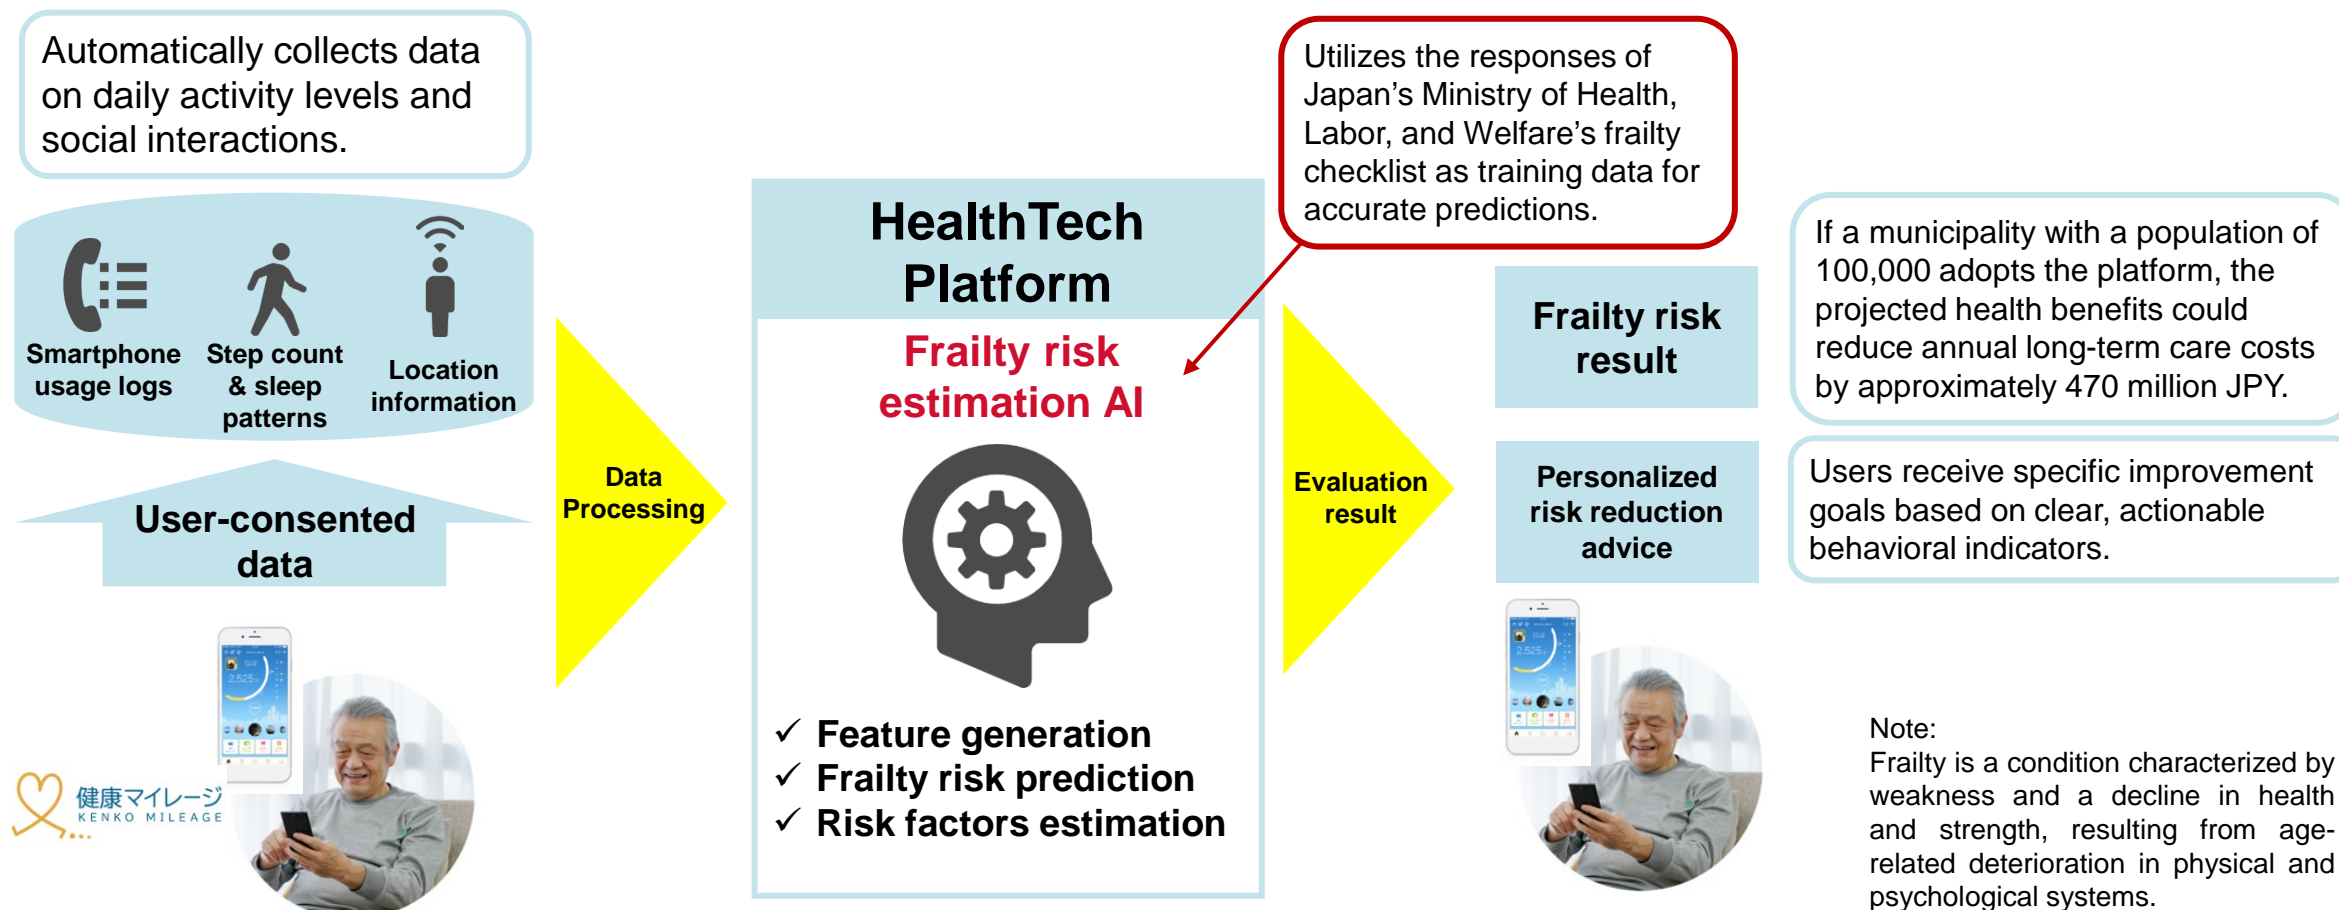 Automatically collects data
on daily activity levels and
social interactions.
Smartphone
usage logs
Step count
& sleep
patterns
Location
information
User-consented
data
2,525
健康マイレージ
KENKO MILEAGE
Data
Processing
HealthTech
Platform
Frailty risk
estimation AI
✓ Feature generation
✓ Frailty risk prediction
✓ Risk factors estimation
Utilizes the responses of
Japan's Ministry of Health,
Labor, and Welfare's frailty
checklist as training data for
accurate predictions.
Evaluation
result
Frailty risk
result
If a municipality with a population of
100,000 adopts the platform, the
projected health benefits could
reduce annual long-term care costs
by approximately 470 million JPY.
Personalized
risk reduction
advice
Users receive specific improvement
goals based on clear, actionable
behavioral indicators.
2,525
Note:
Frailty is a condition characterized by
weakness and a decline in health
and strength, resulting from age-
related deterioration in physical and
psychological systems.